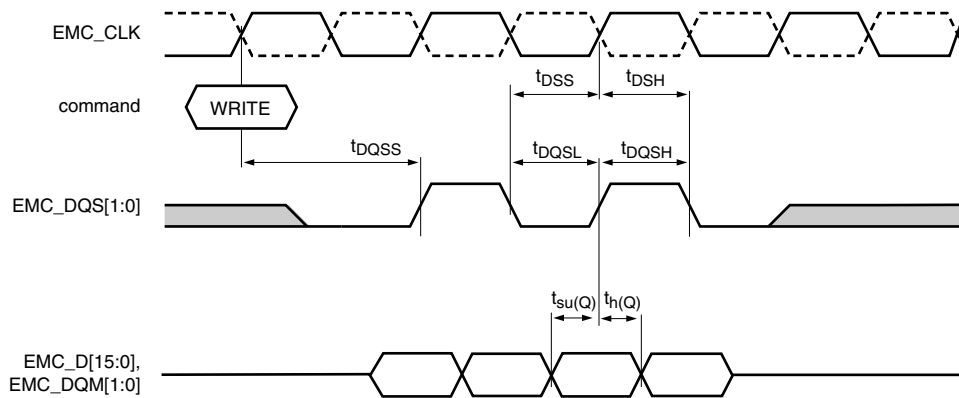 EMC_CLK
tDSS
tDSH
command
WRITE
tDQSS
tDQSL
tDQSH
EMC_DQS[1:0]
tsu(Q)
th(Q)
EMC_D[15:0],
EMC_DQM[1:0]